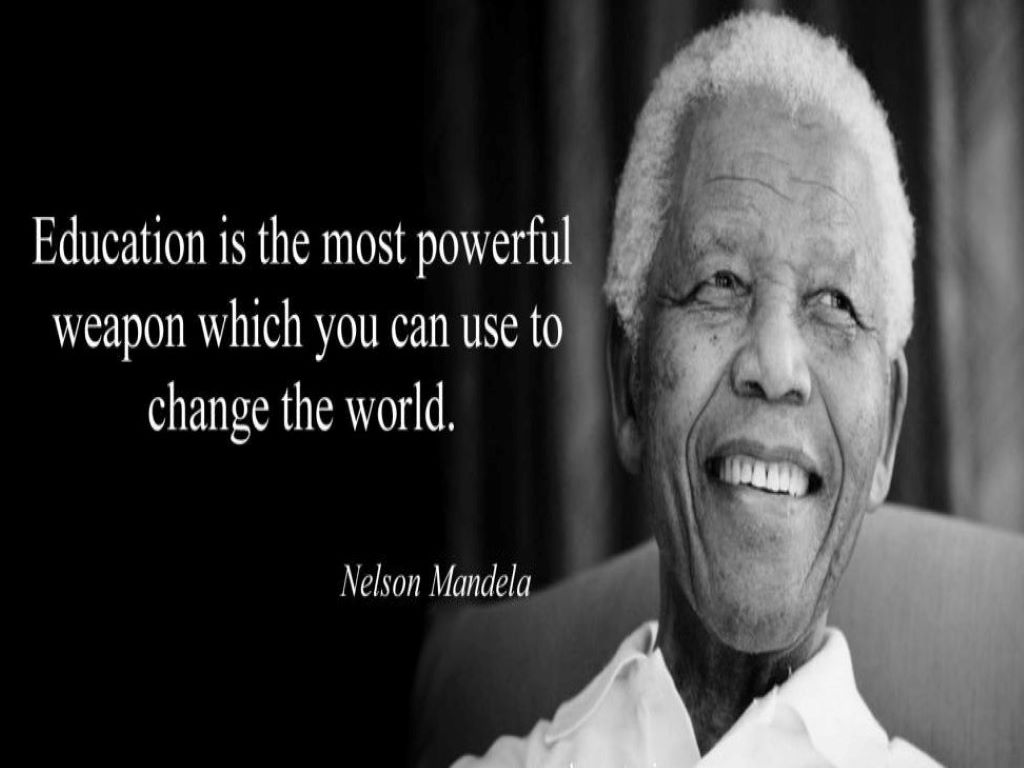 Education is the most powerful
weapon which you can use to
change the world.
Nelson Mandela